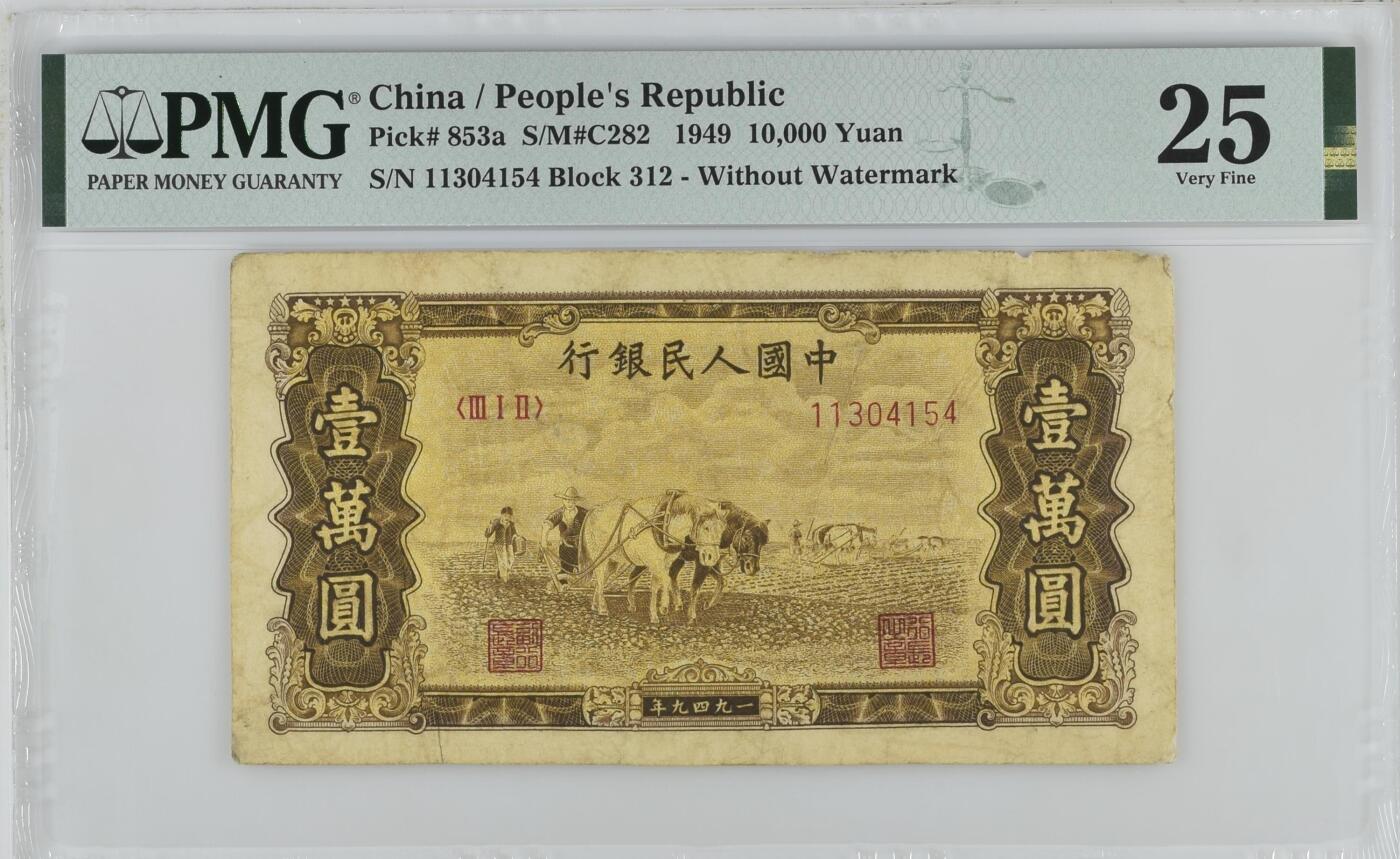 PMG® China / People's Republic 25
Pick# 853a S/M#C282 1949 10,000 Yuan
PAPER MONEY GUARANTY S/N 11304154 Block 312 - Without Watermark Very Fine
行銀民人國中
〈III I II〉 11304154
壹萬圓
壹萬圓
年九四九一